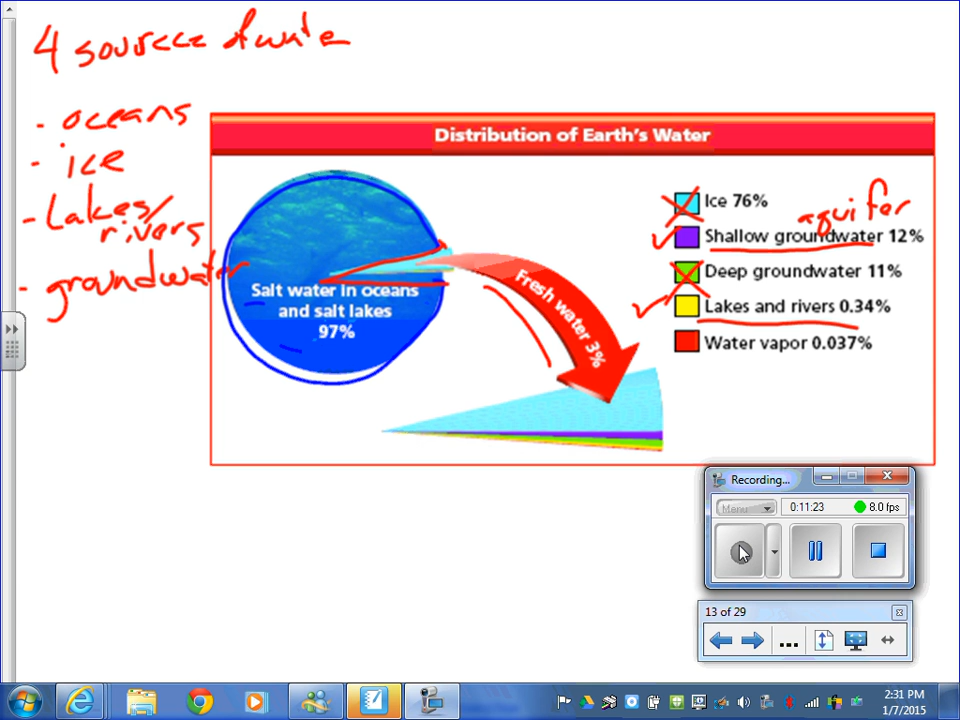 4 sources of water
- oceans
- ice
- Lakes/
rivers
- groundwater
Distribution of Earth's Water
Salt water in oceans
and salt lakes
97%
Fresh water 3%
Ice 76%
aquifer
Shallow groundwater 12%
Deep groundwater 11%
Lakes and rivers 0.34%
Water vapor 0.037%
Recording...
Menu
0:11:23
8.0 fps
13 of 29
2:31 PM
1/7/2015